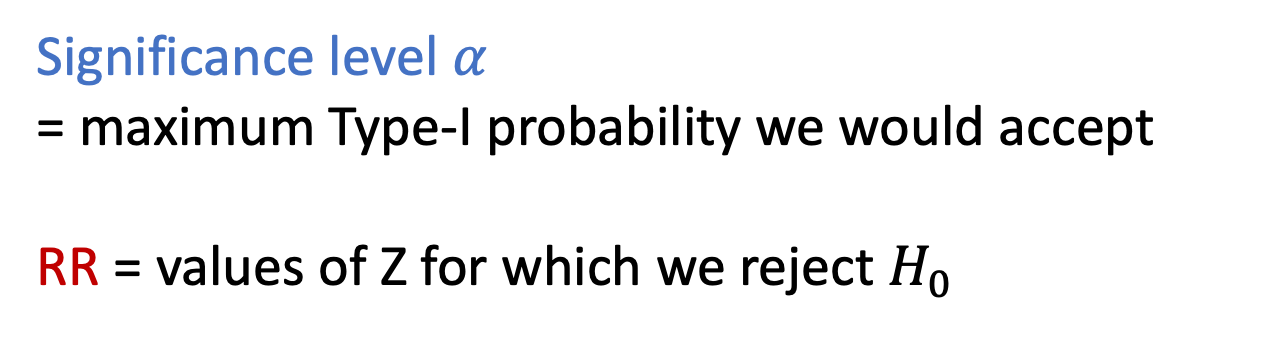 Significance level α
= maximum Type-I probability we would accept
RR = values of Z for which we reject H₀